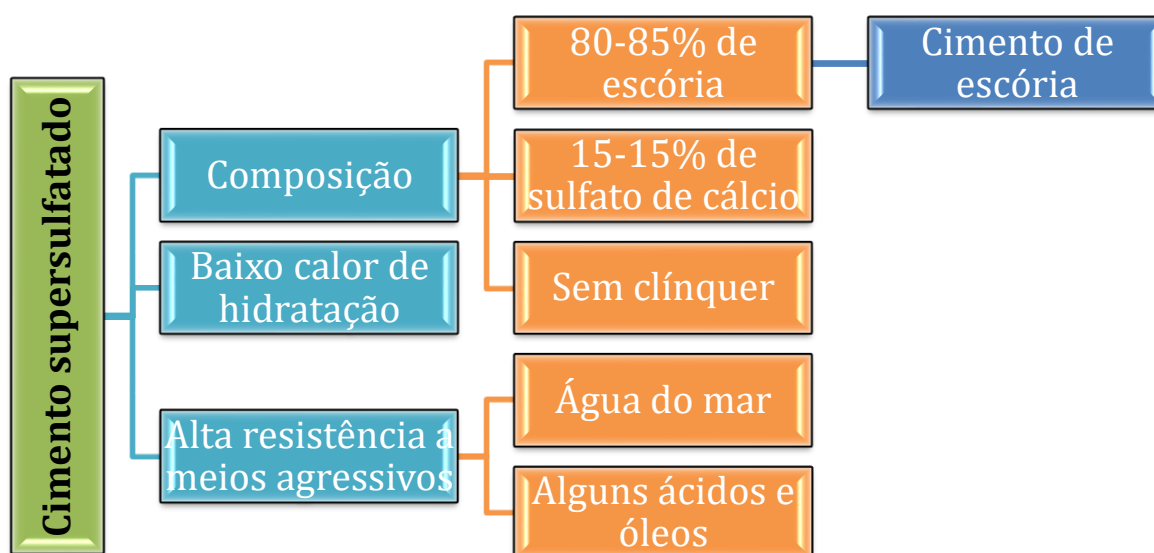 Cimento supersulfatado
Composição
80-85% de
escória
Cimento de
escória
15-15% de
sulfato de cálcio
Sem clínquer
Baixo calor de
hidratação
Alta resistência a
meios agressivos
Água do mar
Alguns ácidos e
óleos